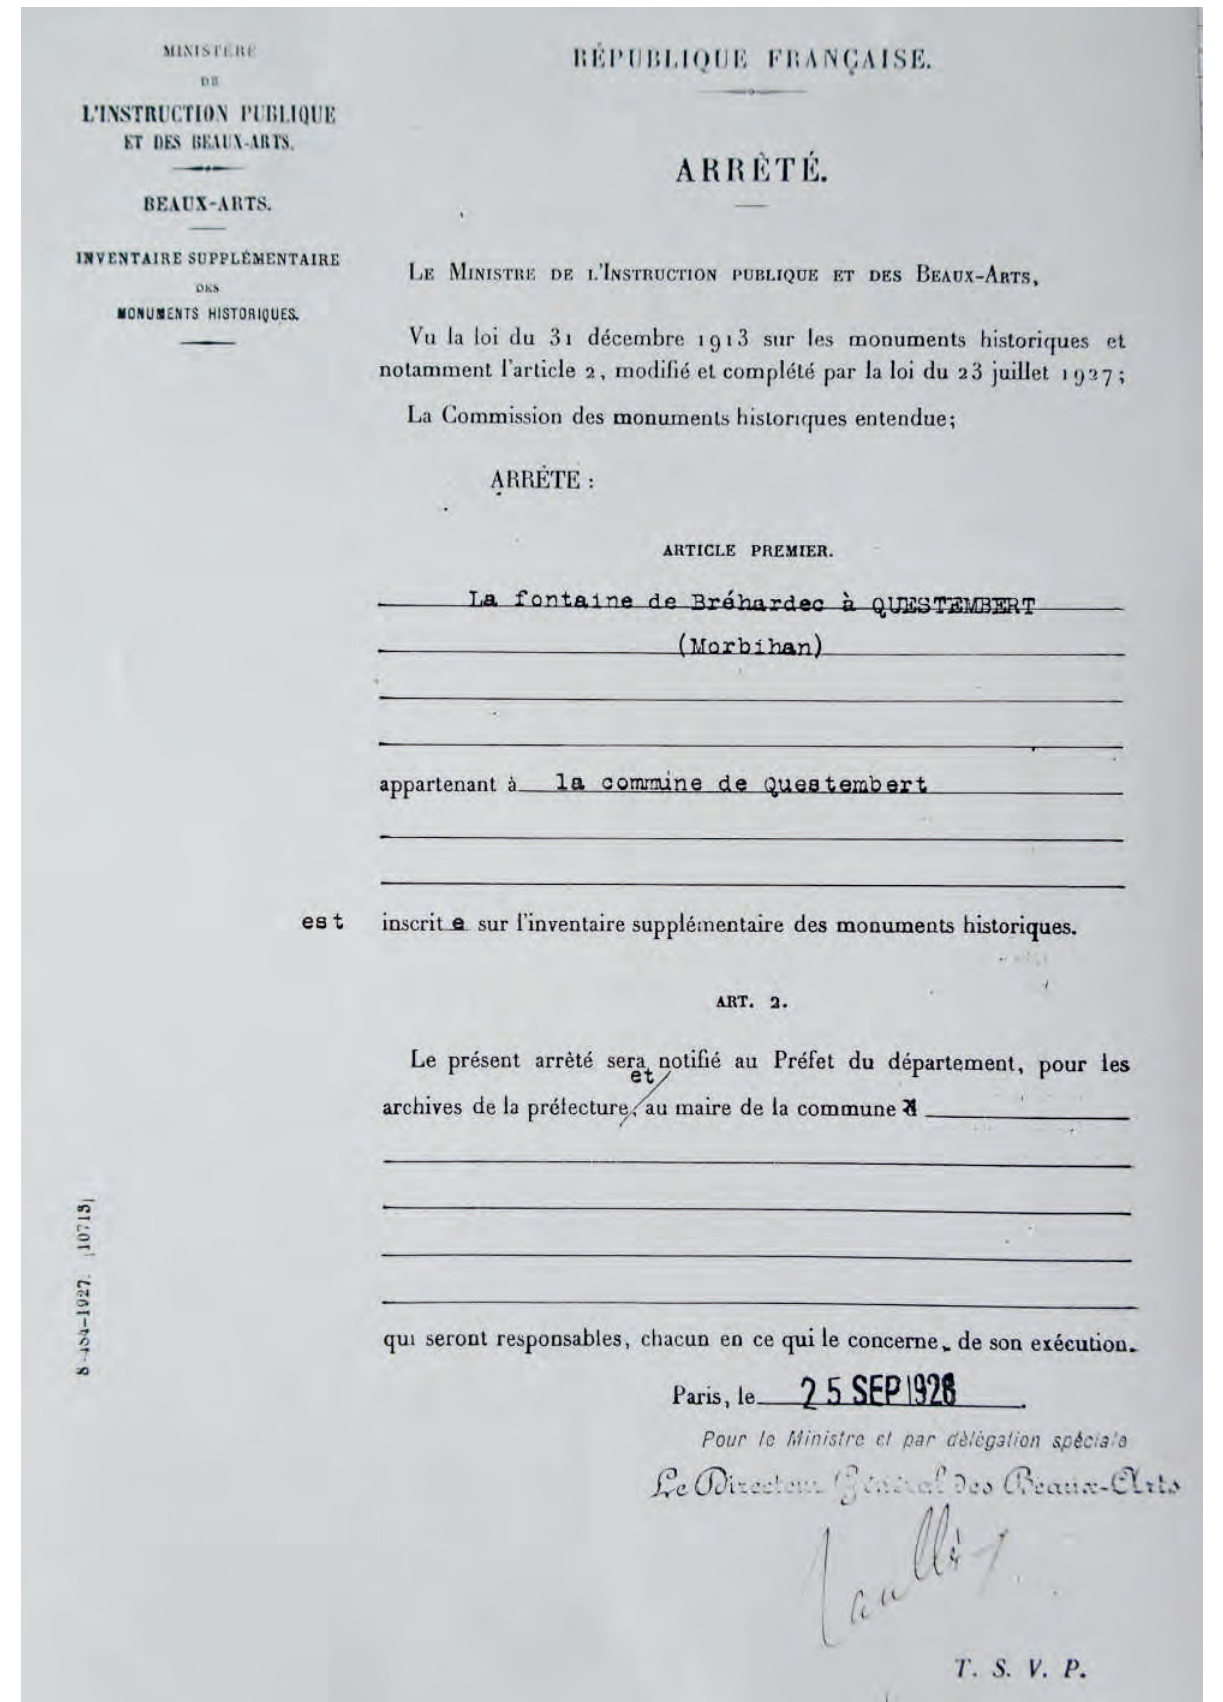 MINISTÈRE
DE
L'INSTRUCTION PUBLIQUE
ET DES BEAUX-ARTS.
BEAUX-ARTS.
INVENTAIRE SUPPLÉMENTAIRE
DES
MONUMENTS HISTORIQUES.
RÉPUBLIQUE FRANÇAISE.
ARRÊTÉ.
LE MINISTRE DE L'INSTRUCTION PUBLIQUE ET DES BEAUX-ARTS,
Vu la loi du 31 décembre 1913 sur les monuments historiques et
notamment l'article 2, modifié et complété par la loi du 23 juillet 1927;
La Commission des monuments historiques entendue;
ARRÊTE :
ARTICLE PREMIER.
La fontaine de Bréhardec à QUESTEMBERT
(Morbihan)
appartenant à la commune de Questembert
est inscrite sur l'inventaire supplémentaire des monuments historiques.
ART. 2.
Le présent arrêté sera notifié au Préfet du département, pour les
et
archives de la préfecture, au maire de la commune
qui seront responsables, chacun en ce qui le concerne, de son exécution.
Paris, le 25 SEP 1928
Pour le Ministre et par délégation spéciale
Le Directeur Général des Beaux-Arts
T. S. V. P.
8-484-1927. [10713]